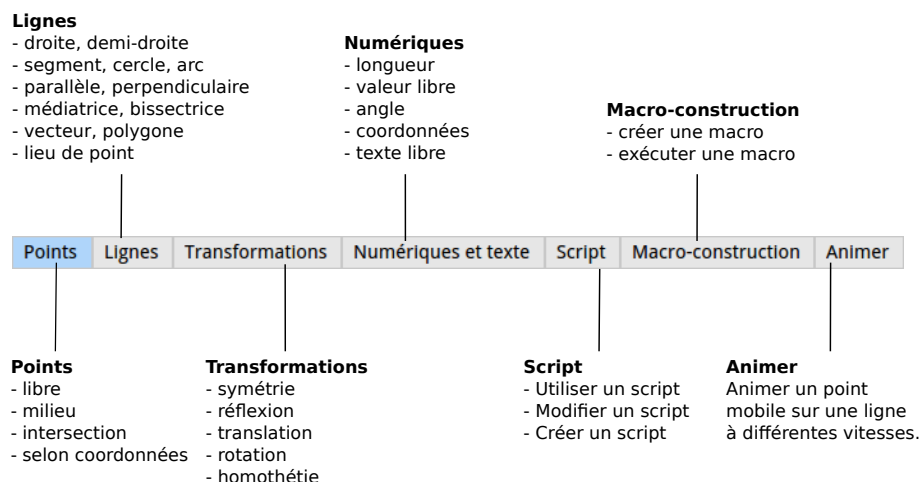 Lignes
- droite, demi-droite
- segment, cercle, arc
- parallèle, perpendiculaire
- médiatrice, bissectrice
- vecteur, polygone
- lieu de point
Numériques
- longueur
- valeur libre
- angle
- coordonnées
- texte libre
Macro-construction
- créer une macro
- exécuter une macro
Points Lignes Transformations Numériques et texte Script Macro-construction Animer
Points
- libre
- milieu
- intersection
- selon coordonnées
Transformations
- symétrie
- réflexion
- translation
- rotation
- homothétie
Script
- Utiliser un script
- Modifier un script
- Créer un script
Animer
Animer un point
mobile sur une ligne
à différentes vitesses.